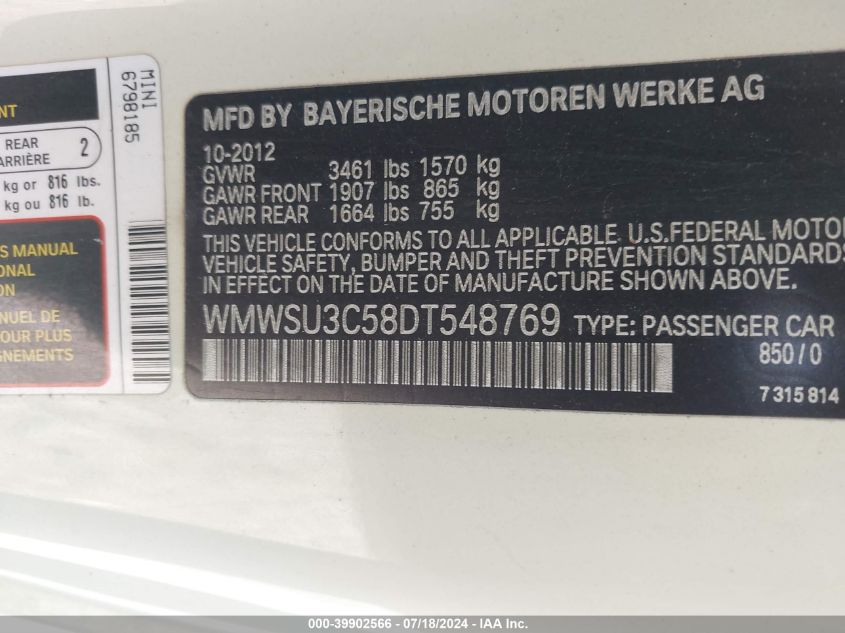 NT
REAR
ARRIÈRE
2
kg or 816 lbs.
kg ou 816 lb.
S MANUAL
ONAL
ON
NUEL DE
OUR PLUS
GNEMENTS
MINI
6798185
MFD BY BAYERISCHE MOTOREN WERKE AG
10-2012
GVWR 3461 lbs 1570 kg
GAWR FRONT 1907 lbs 865 kg
GAWR REAR 1664 lbs 755 kg
THIS VEHICLE CONFORMS TO ALL APPLICABLE U.S.FEDERAL MOTOR
VEHICLE SAFETY, BUMPER AND THEFT PREVENTION STANDARDS
IN EFFECT ON THE DATE OF MANUFACTURE SHOWN ABOVE.
WMWSU3C58DT548769 TYPE: PASSENGER CAR
850/0
7 315 814
000-39902566 - 07/18/2024 - IAA Inc.